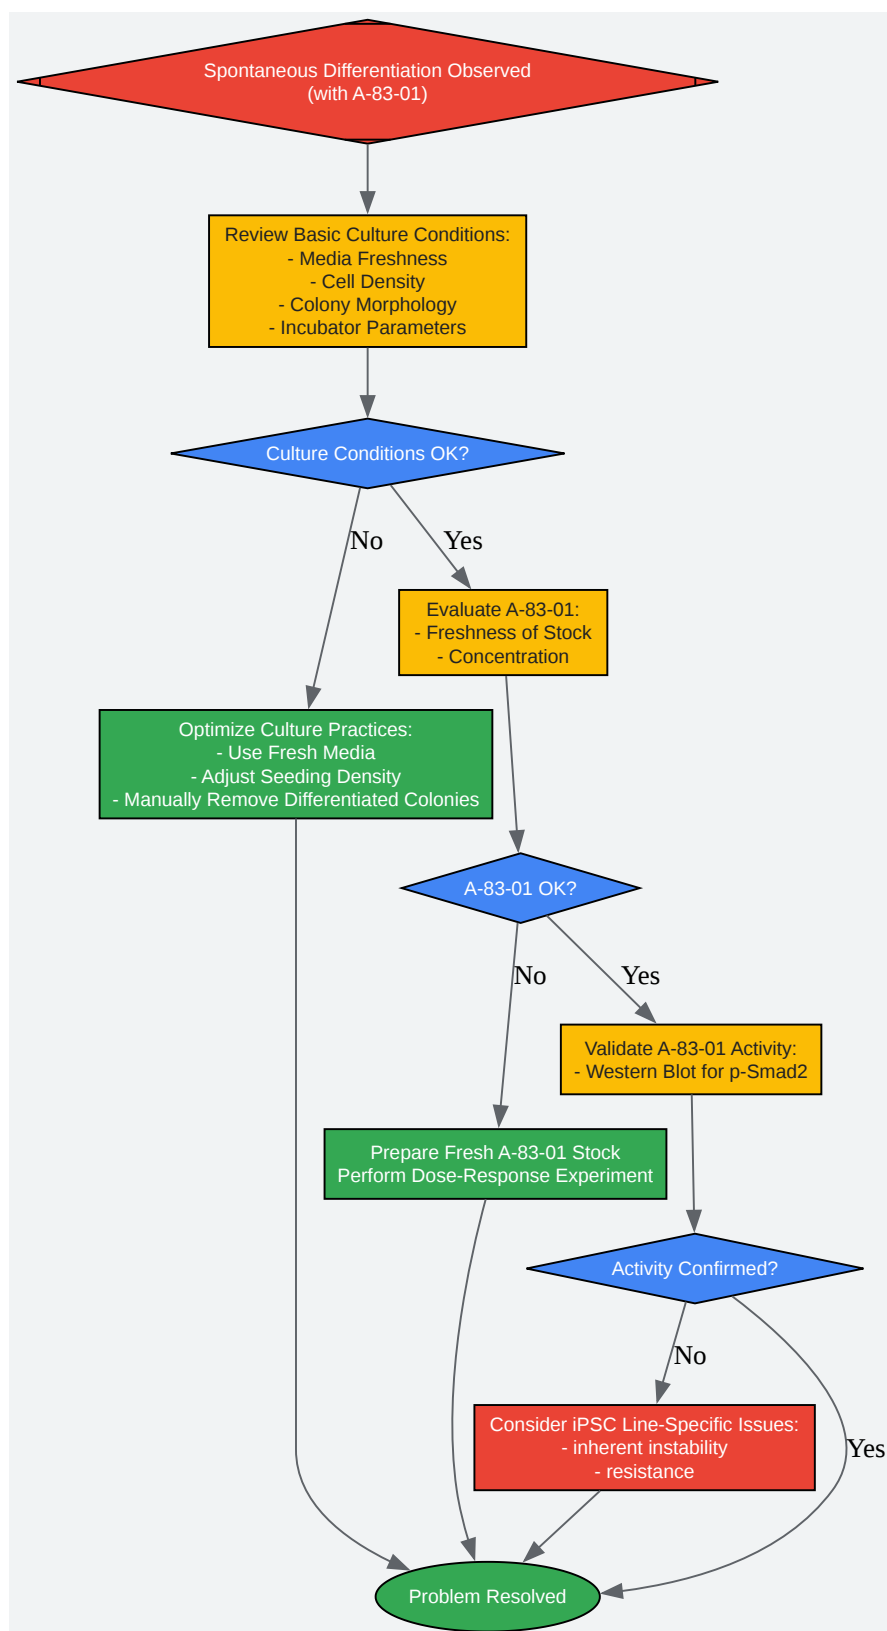 Spontaneous Differentiation Observed
(with A-83-01)
Review Basic Culture Conditions:
- Media Freshness
- Cell Density
- Colony Morphology
- Incubator Parameters
Culture Conditions OK?
No
Yes
Evaluate A-83-01:
- Freshness of Stock
- Concentration
Optimize Culture Practices:
- Use Fresh Media
- Adjust Seeding Density
- Manually Remove Differentiated Colonies
A-83-01 OK?
No
Yes
Validate A-83-01 Activity:
- Western Blot for p-Smad2
Prepare Fresh A-83-01 Stock
Perform Dose-Response Experiment
Activity Confirmed?
No
Consider iPSC Line-Specific Issues:
- inherent instability
- resistance
Yes
Problem Resolved